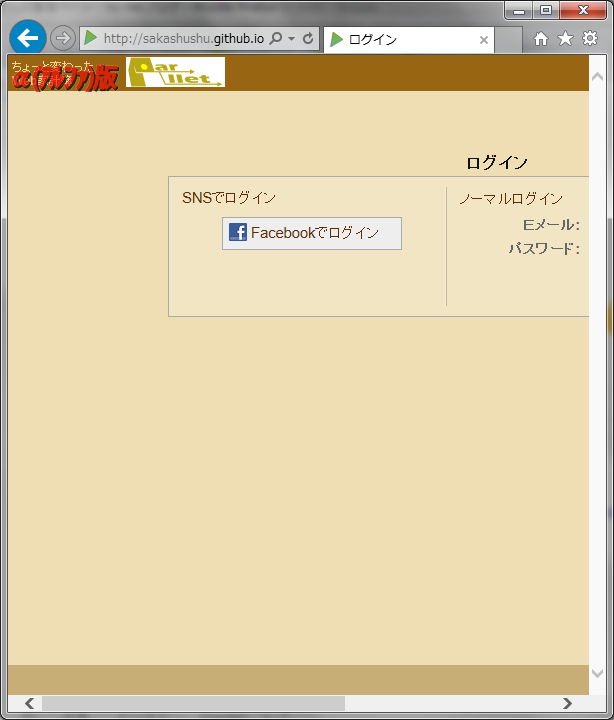 http://sakashushu.github.io
ログイン
ちょっと変わった
α(アルファ)版
Par
llet
ログイン
SNSでログイン
ノーマルログイン
Facebookでログイン
Eメール:
パスワード: